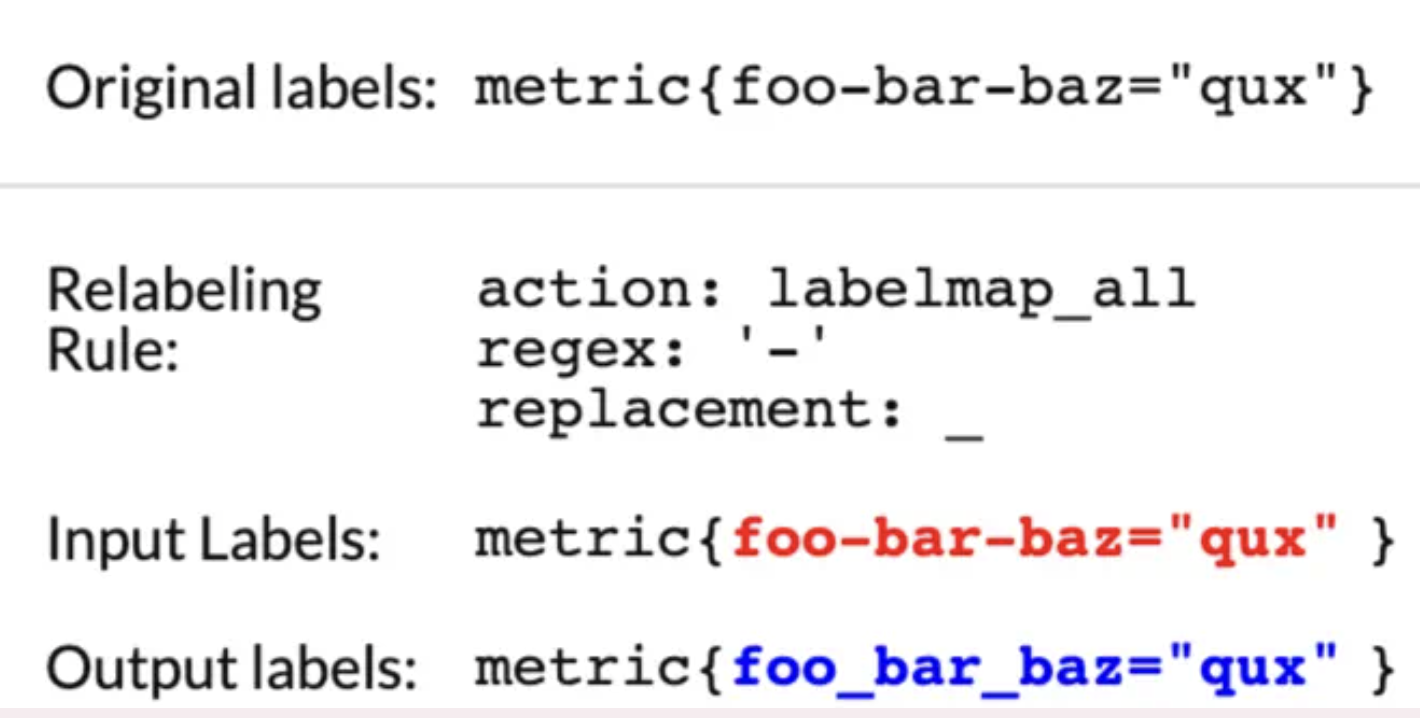 Original labels: metric{foo-bar-baz="qux"}
Relabeling action: labelmap_all
Rule: regex: '-'
replacement: _
Input Labels: metric{foo-bar-baz="qux" }
Output labels: metric{foo_bar_baz="qux" }